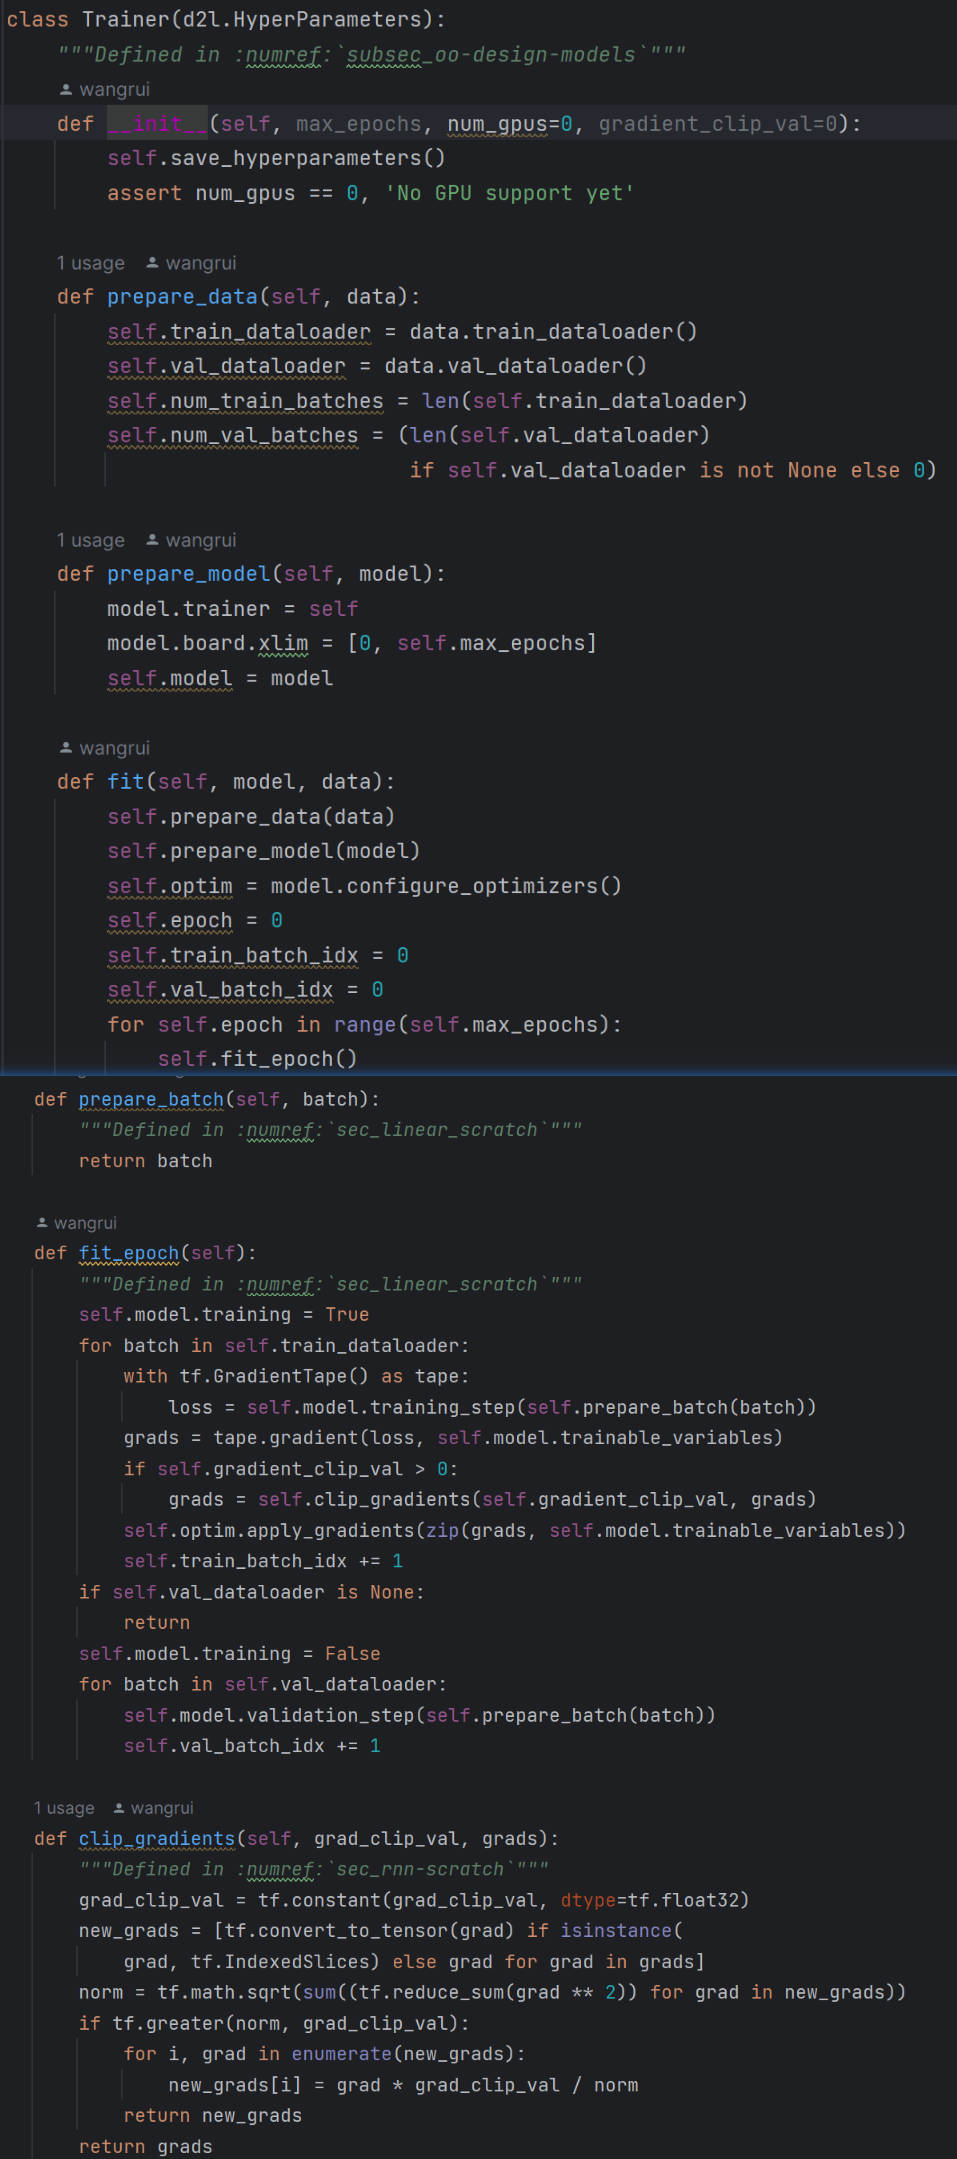 class Trainer(d2l.HyperParameters):
    """Defined in :numref:`subsec_oo-design-models`"""
    wangrui
    def __init__(self, max_epochs, num_gpus=0, gradient_clip_val=0):
        self.save_hyperparameters()
        assert num_gpus == 0, 'No GPU support yet'
    1 usage wangrui
    def prepare_data(self, data):
        self.train_dataloader = data.train_dataloader()
        self.val_dataloader = data.val_dataloader()
        self.num_train_batches = len(self.train_dataloader)
        self.num_val_batches = (len(self.val_dataloader)
                                if self.val_dataloader is not None else 0)
    1 usage wangrui
    def prepare_model(self, model):
        model.trainer = self
        model.board.xlim = [0, self.max_epochs]
        self.model = model
    wangrui
    def fit(self, model, data):
        self.prepare_data(data)
        self.prepare_model(model)
        self.optim = model.configure_optimizers()
        self.epoch = 0
        self.train_batch_idx = 0
        self.val_batch_idx = 0
        for self.epoch in range(self.max_epochs):
            self.fit_epoch()
    def prepare_batch(self, batch):
        """Defined in :numref:`sec_linear_scratch`"""
        return batch
    wangrui
    def fit_epoch(self):
        """Defined in :numref:`sec_linear_scratch`"""
        self.model.training = True
        for batch in self.train_dataloader:
            with tf.GradientTape() as tape:
                loss = self.model.training_step(self.prepare_batch(batch))
            grads = tape.gradient(loss, self.model.trainable_variables)
            if self.gradient_clip_val > 0:
                grads = self.clip_gradients(self.gradient_clip_val, grads)
            self.optim.apply_gradients(zip(grads, self.model.trainable_variables))
            self.train_batch_idx += 1
        if self.val_dataloader is None:
            return
        self.model.training = False
        for batch in self.val_dataloader:
            self.model.validation_step(self.prepare_batch(batch))
            self.val_batch_idx += 1
    1 usage wangrui
    def clip_gradients(self, grad_clip_val, grads):
        """Defined in :numref:`sec_rnn-scratch`"""
        grad_clip_val = tf.constant(grad_clip_val, dtype=tf.float32)
        new_grads = [tf.convert_to_tensor(grad) if isinstance(
            grad, tf.IndexedSlices) else grad for grad in grads]
        norm = tf.math.sqrt(sum((tf.reduce_sum(grad ** 2)) for grad in new_grads))
        if tf.greater(norm, grad_clip_val):
            for i, grad in enumerate(new_grads):
                new_grads[i] = grad * grad_clip_val / norm
            return new_grads
        return grads